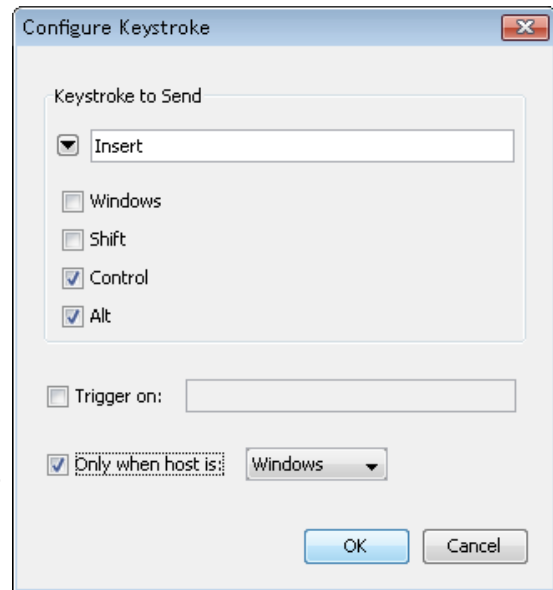 Configure Keystroke
Keystroke to Send
Insert
Windows
Shift
Control
Alt
Trigger on:
Only when host is: Windows
OK Cancel